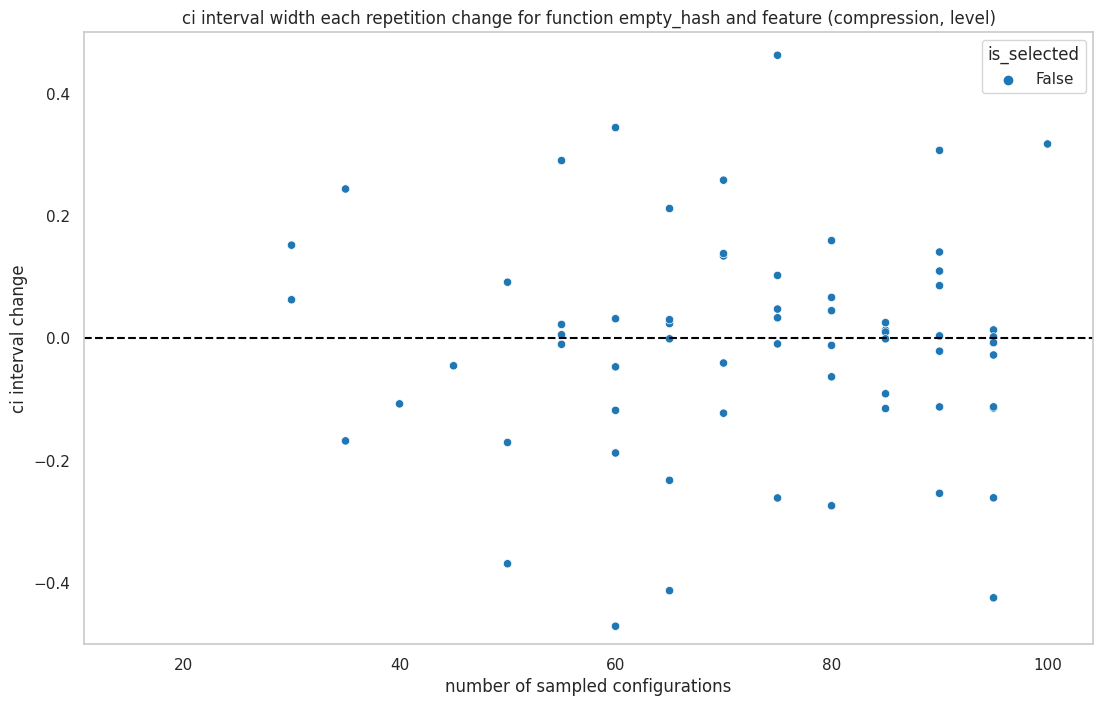 ci interval width each repetition change for function empty_hash and feature (compression, level)
is_selected
False
ci interval change
0.4
0.2
0.0
−0.2
−0.4
20 40 60 80 100
number of sampled configurations